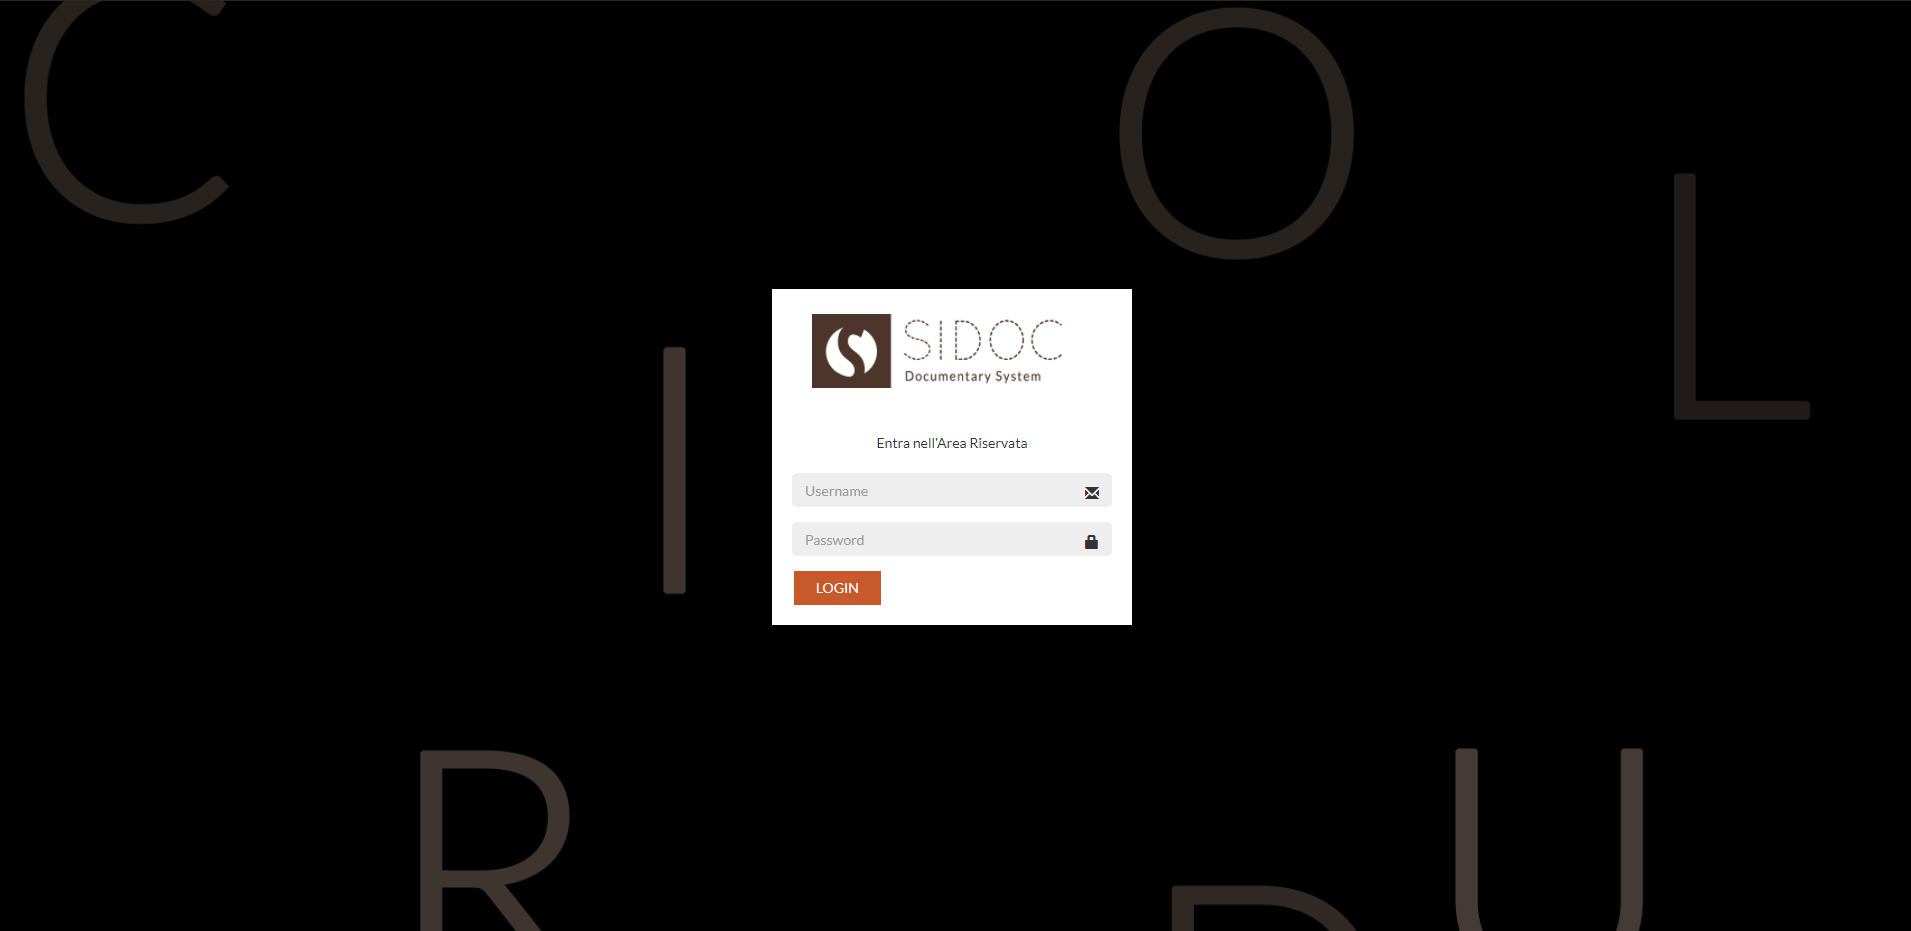 C
O
L
I
SIDOC
Documentary System
Entra nell'Area Riservata
Username
Password
LOGIN
R
U